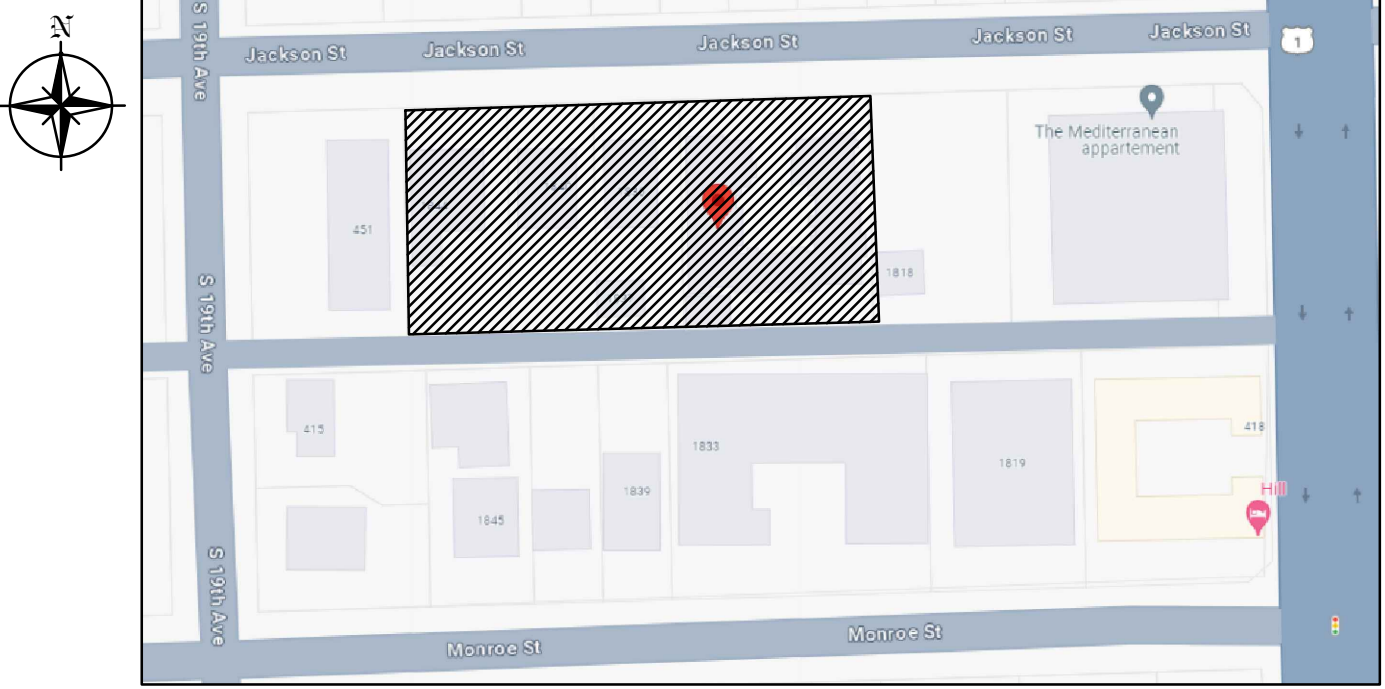 N
S 19th Ave
Jackson St
Jackson St
Jackson St
Jackson St
Jackson St
1
The Mediterranean
appartement
451
1818
S 19th Ave
415
1833
418
1819
Hill
1839
1845
S 19th Ave
Monroe St
Monroe St